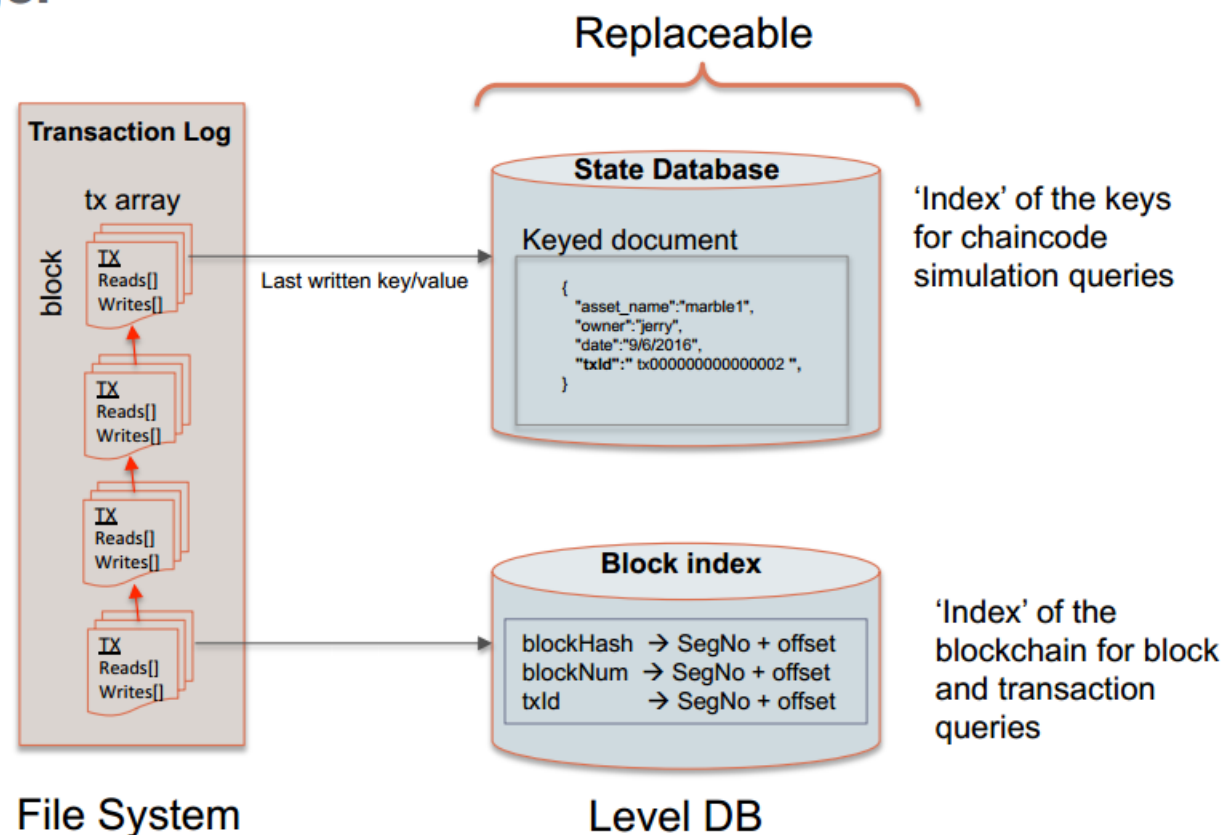 Replaceable
Transaction Log
tx array
block
TX
Reads[]
Writes[]
TX
Reads[]
Writes[]
TX
Reads[]
Writes[]
TX
Reads[]
Writes[]
Last written key/value
State Database
Keyed document
{
"asset_name":"marble1",
"owner":"jerry",
"date":"9/6/2016",
"txId":" tx000000000000002 ",
}
‘Index’ of the keys
for chaincode
simulation queries
Block index
blockHash → SegNo + offset
blockNum → SegNo + offset
txId → SegNo + offset
‘Index’ of the
blockchain for block
and transaction
queries
File System
Level DB